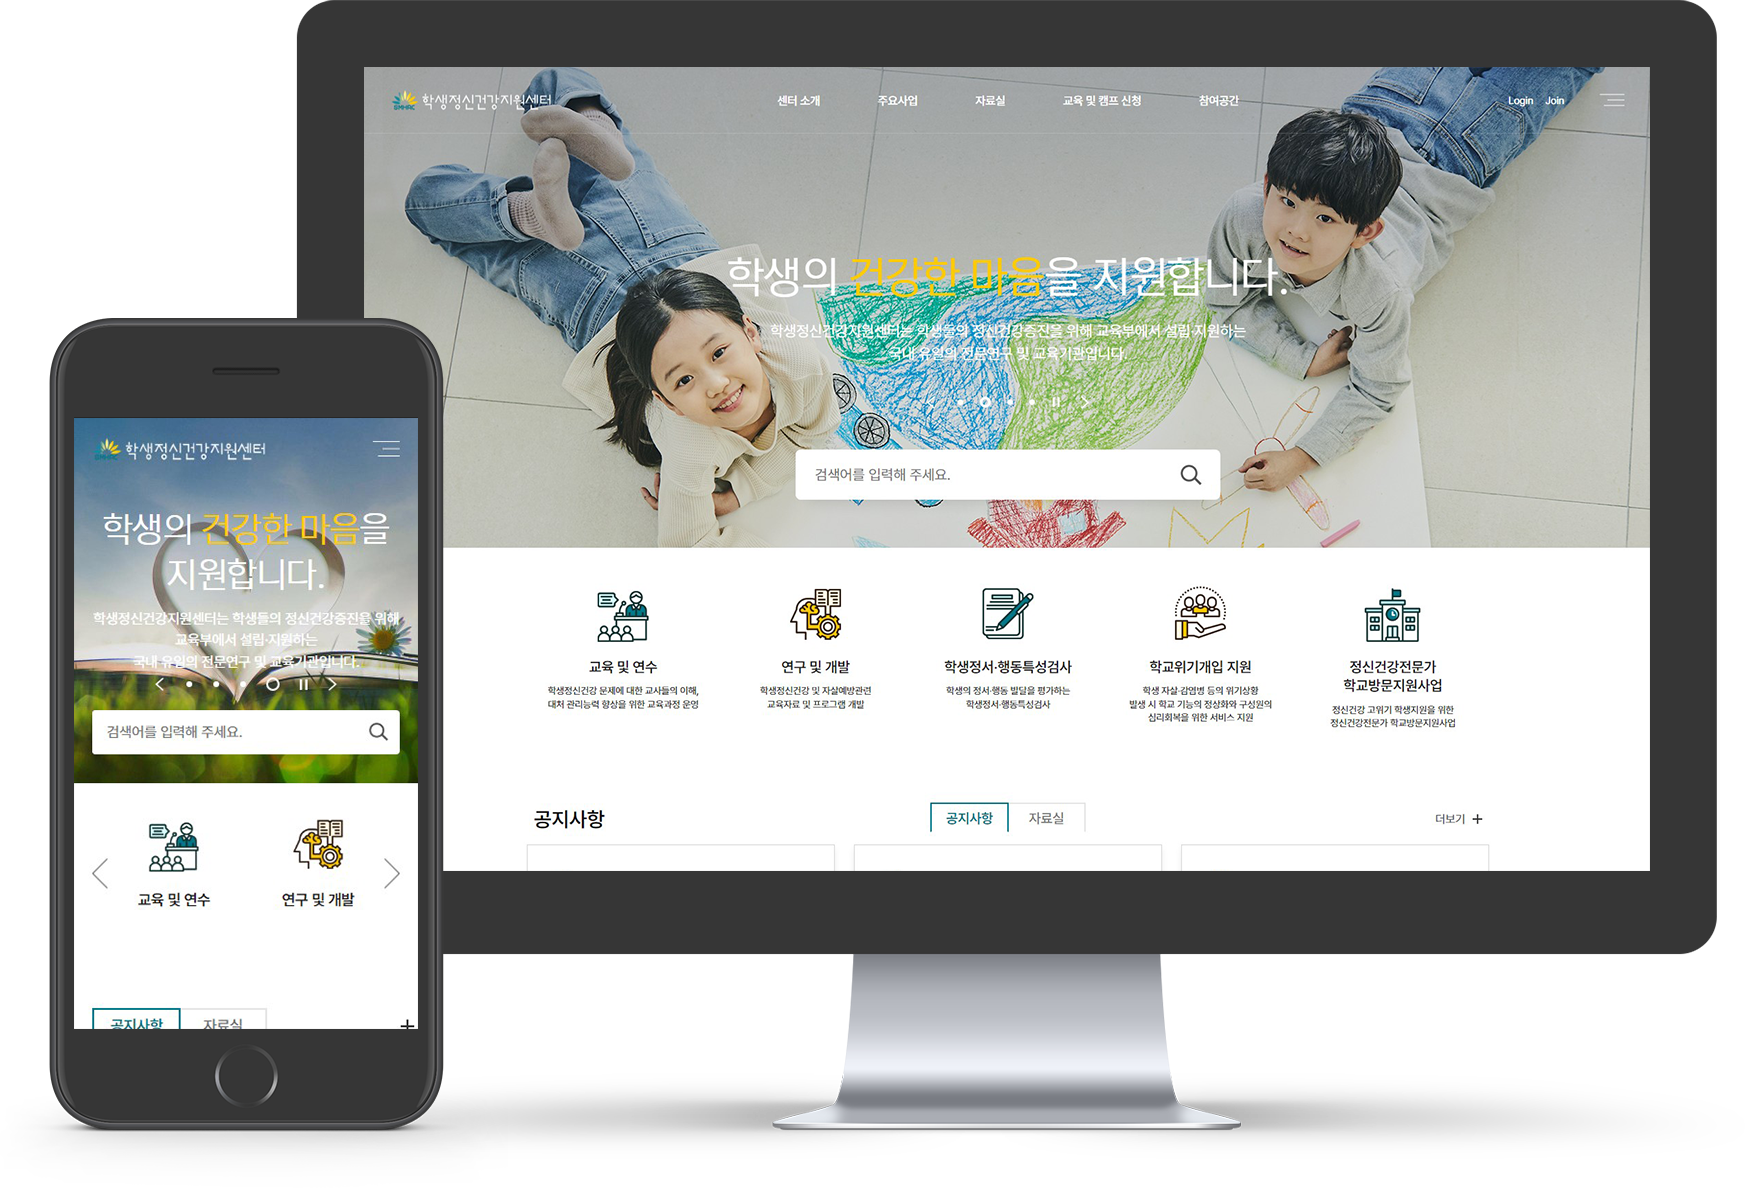 학생정신건강지원센터
센터 소개
주요사업
자료실
교육 및 캠프 신청
참여공간
Login
Join
학생의 건강한 마음을 지원합니다.
학생정신건강지원센터는 학생들의 정신건강증진을 위해 교육부에서 설립·지원하는
국내 유일의 전문연구 및 교육기관입니다.
검색어를 입력해 주세요.
교육 및 연수
학생정신건강 문제에 대한 교사들의 이해,
대처 관리능력 향상을 위한 교육과정 운영
연구 및 개발
학생정신건강 및 자살예방관련
교육자료 및 프로그램 개발
학생정서·행동특성검사
학생의 정서·행동 발달을 평가하는
학생정서·행동특성검사
학교위기개입 지원
학생 자살·감염병 등의 위기상황
발생 시 학교 기능의 정상화와 구성원의
심리회복을 위한 서비스 지원
정신건강전문가
학교방문지원사업
정신건강 고위기 학생지원을 위한
정신건강전문가 학교방문지원사업
공지사항
공지사항
자료실
더보기 +
학생정신건강지원센터
학생의 건강한 마음을
지원합니다.
학생정신건강지원센터는 학생들의 정신건강증진을 위해
교육부에서 설립·지원하는
국내 유일의 전문연구 및 교육기관입니다.
검색어를 입력해 주세요.
교육 및 연수
연구 및 개발
공지사항
자료실
+